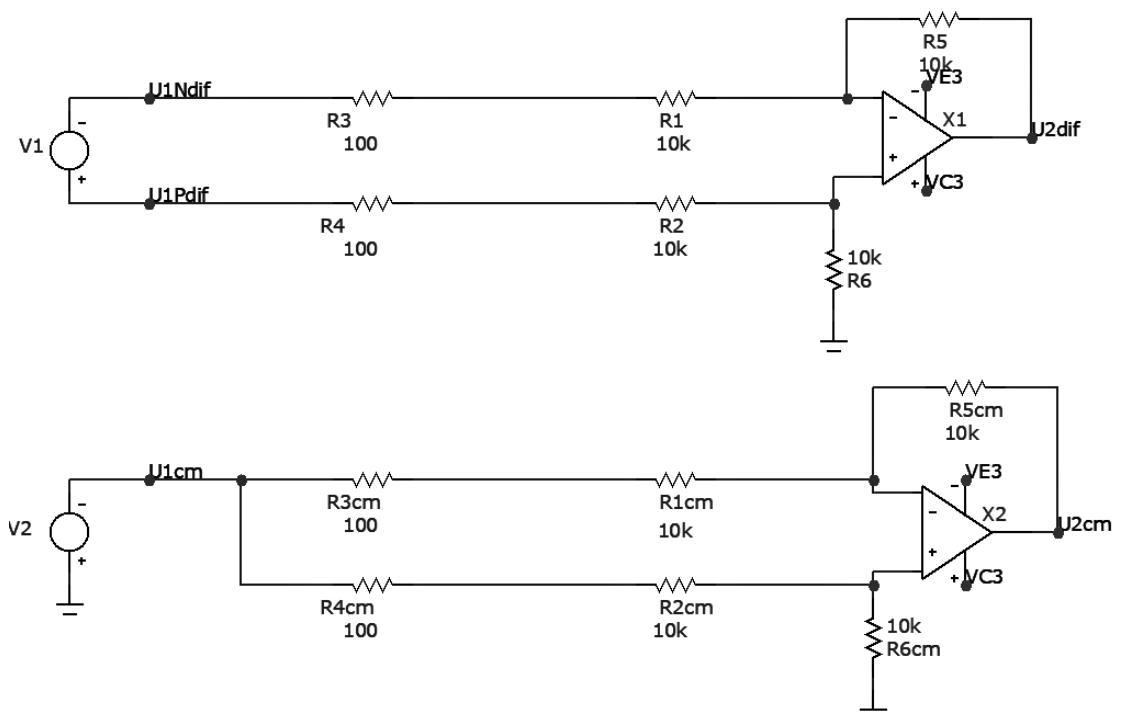 R5
10k
VE3
U1Ndif
R3
100
R1
10k
X1
U2dif
V1
U1Pdif
VC3
R4
100
R2
10k
10k
R6
R5cm
10k
U1cm
VE3
R3cm
100
R1cm
10k
X2
U2cm
V2
VC3
R4cm
100
R2cm
10k
10k
R6cm